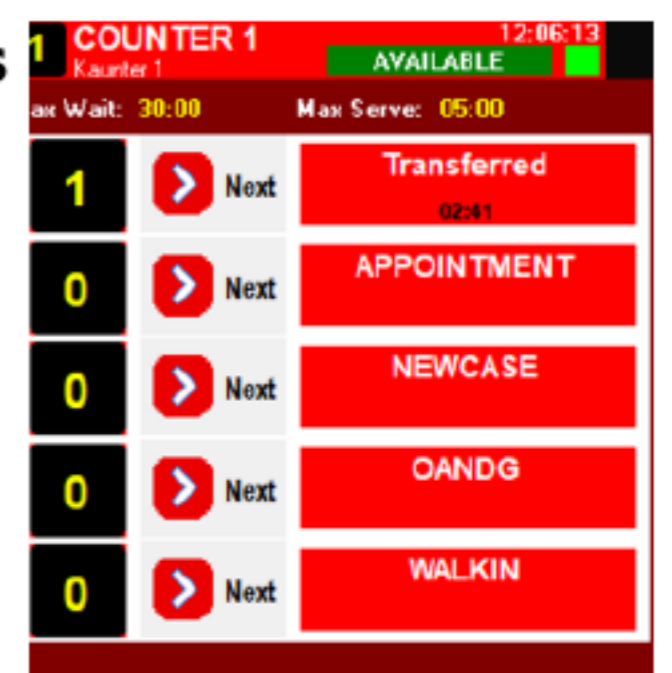 s
1
COUNTER 1
12:06:13
Kaunter 1
AVAILABLE
ax Wait: 30:00 Max Serve: 05:00
1 Next Transferred
02:41
0 Next APPOINTMENT
0 Next NEWCASE
0 Next OANDG
0 Next WALKIN